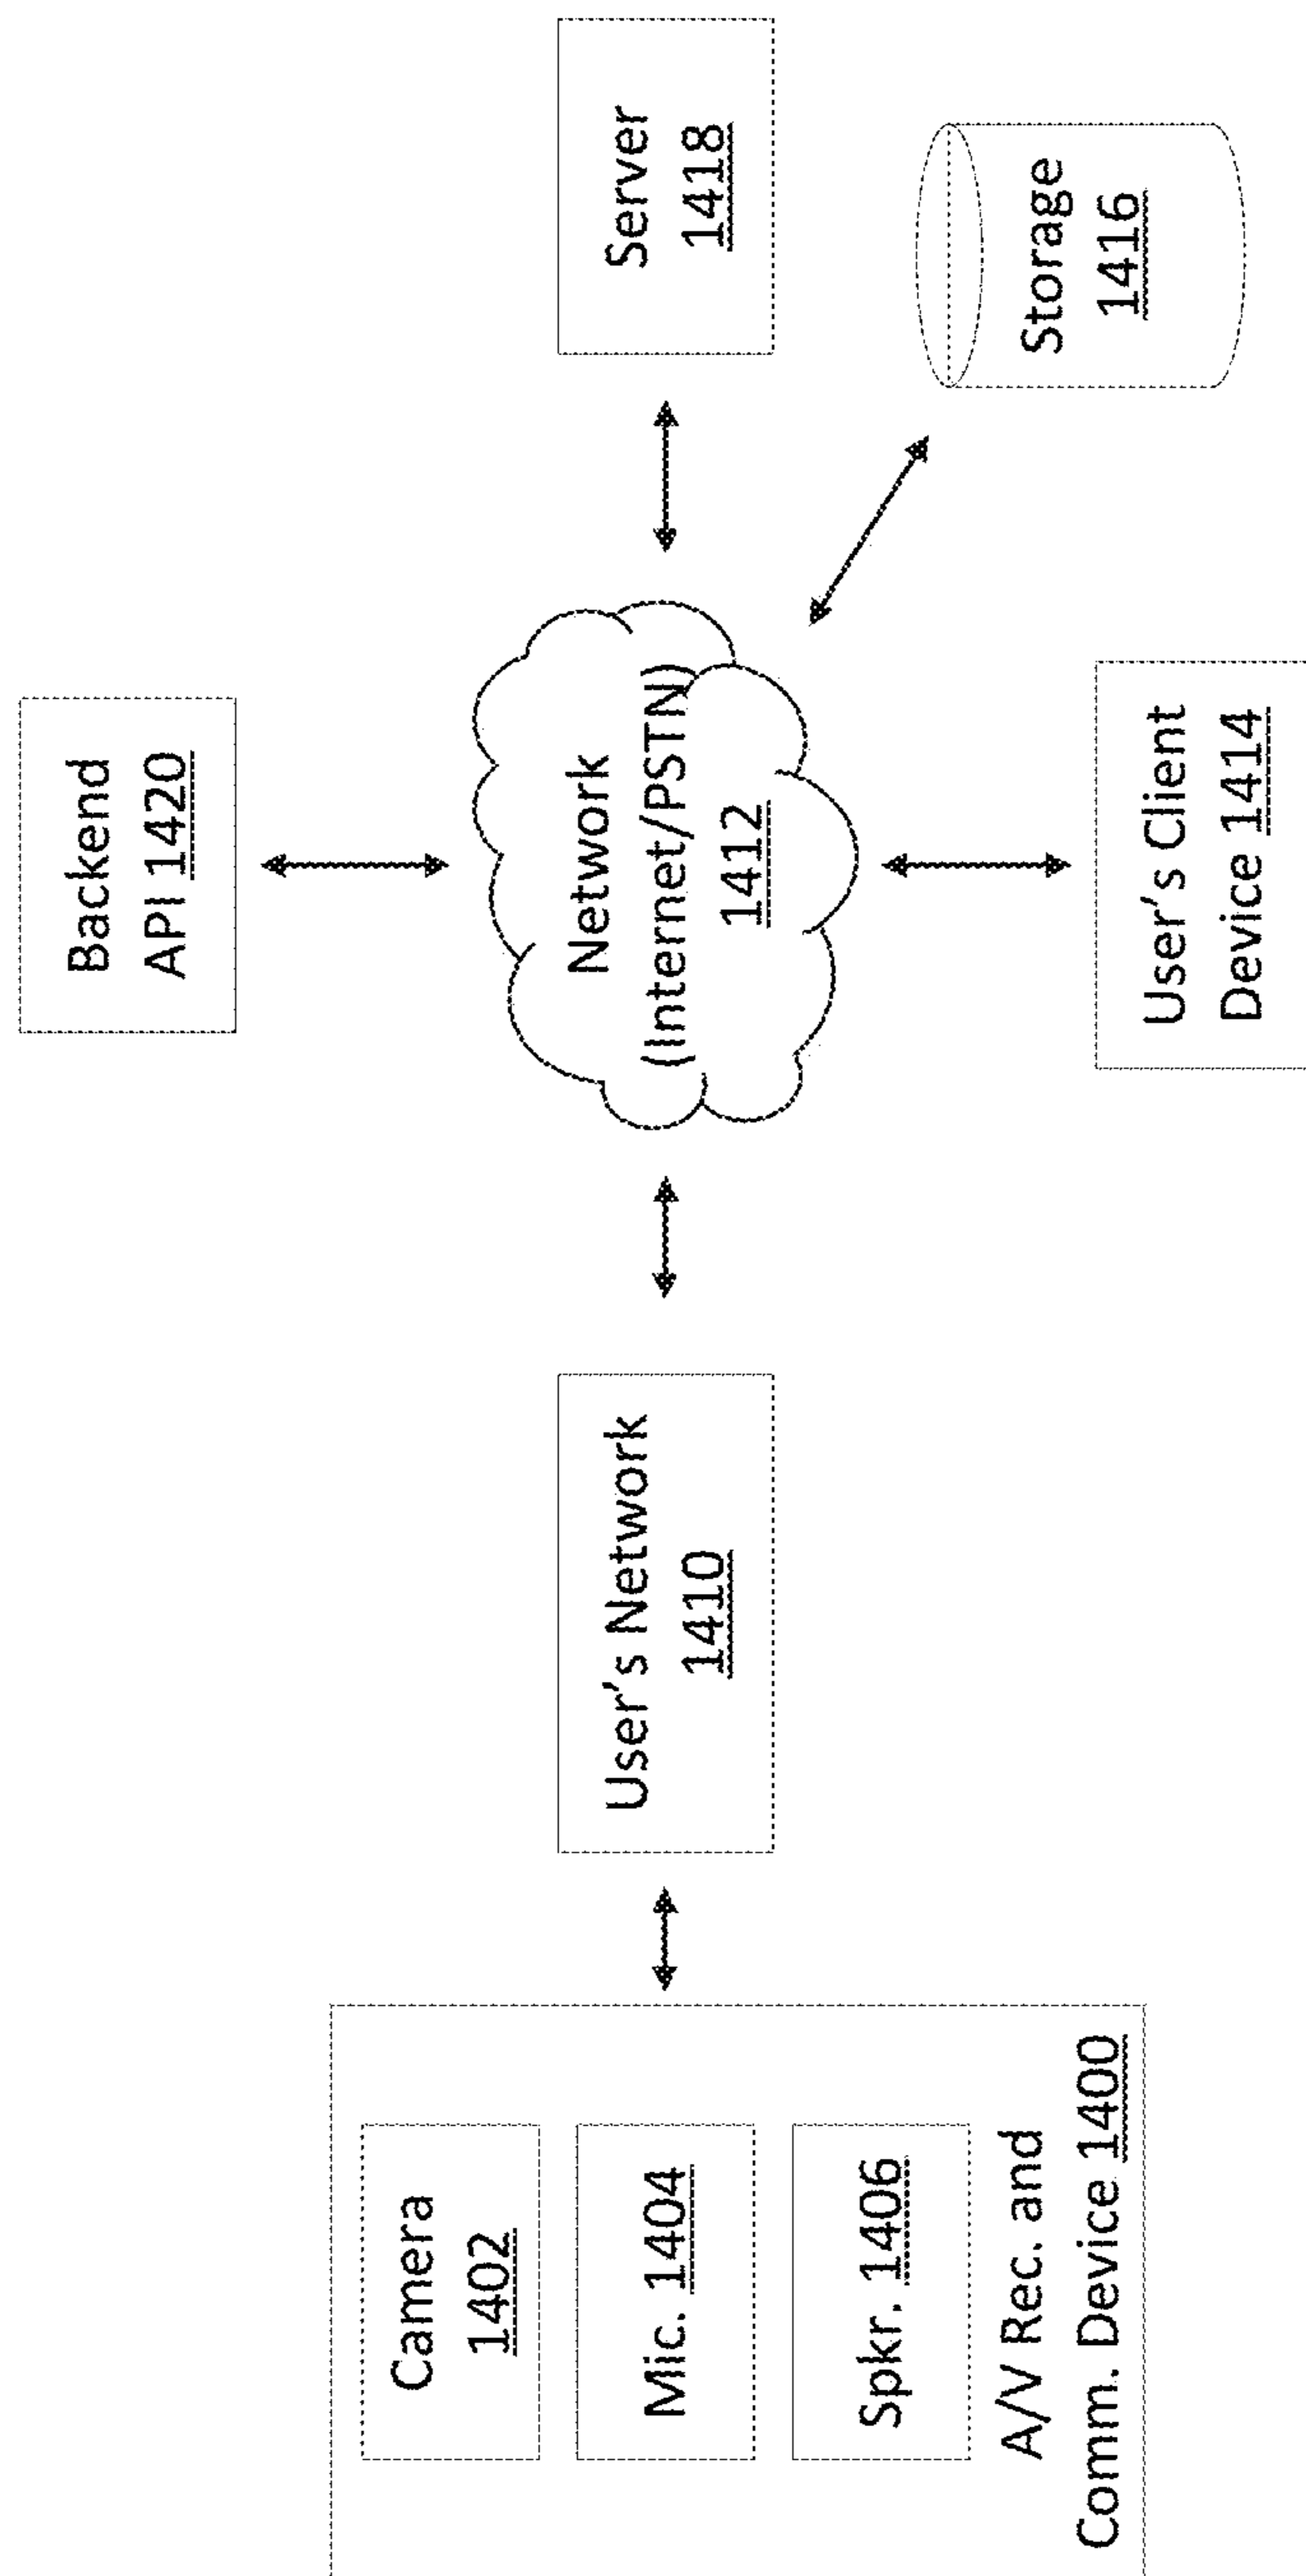 Backend
API 1420
Camera
1402
Mic. 1404
Spkr. 1406
A/V Rec. and
Comm. Device 1400
User's Network
1410
Network
(Internet/PSTN)
1412
Server
1418
Storage
1416
User's Client
Device 1414